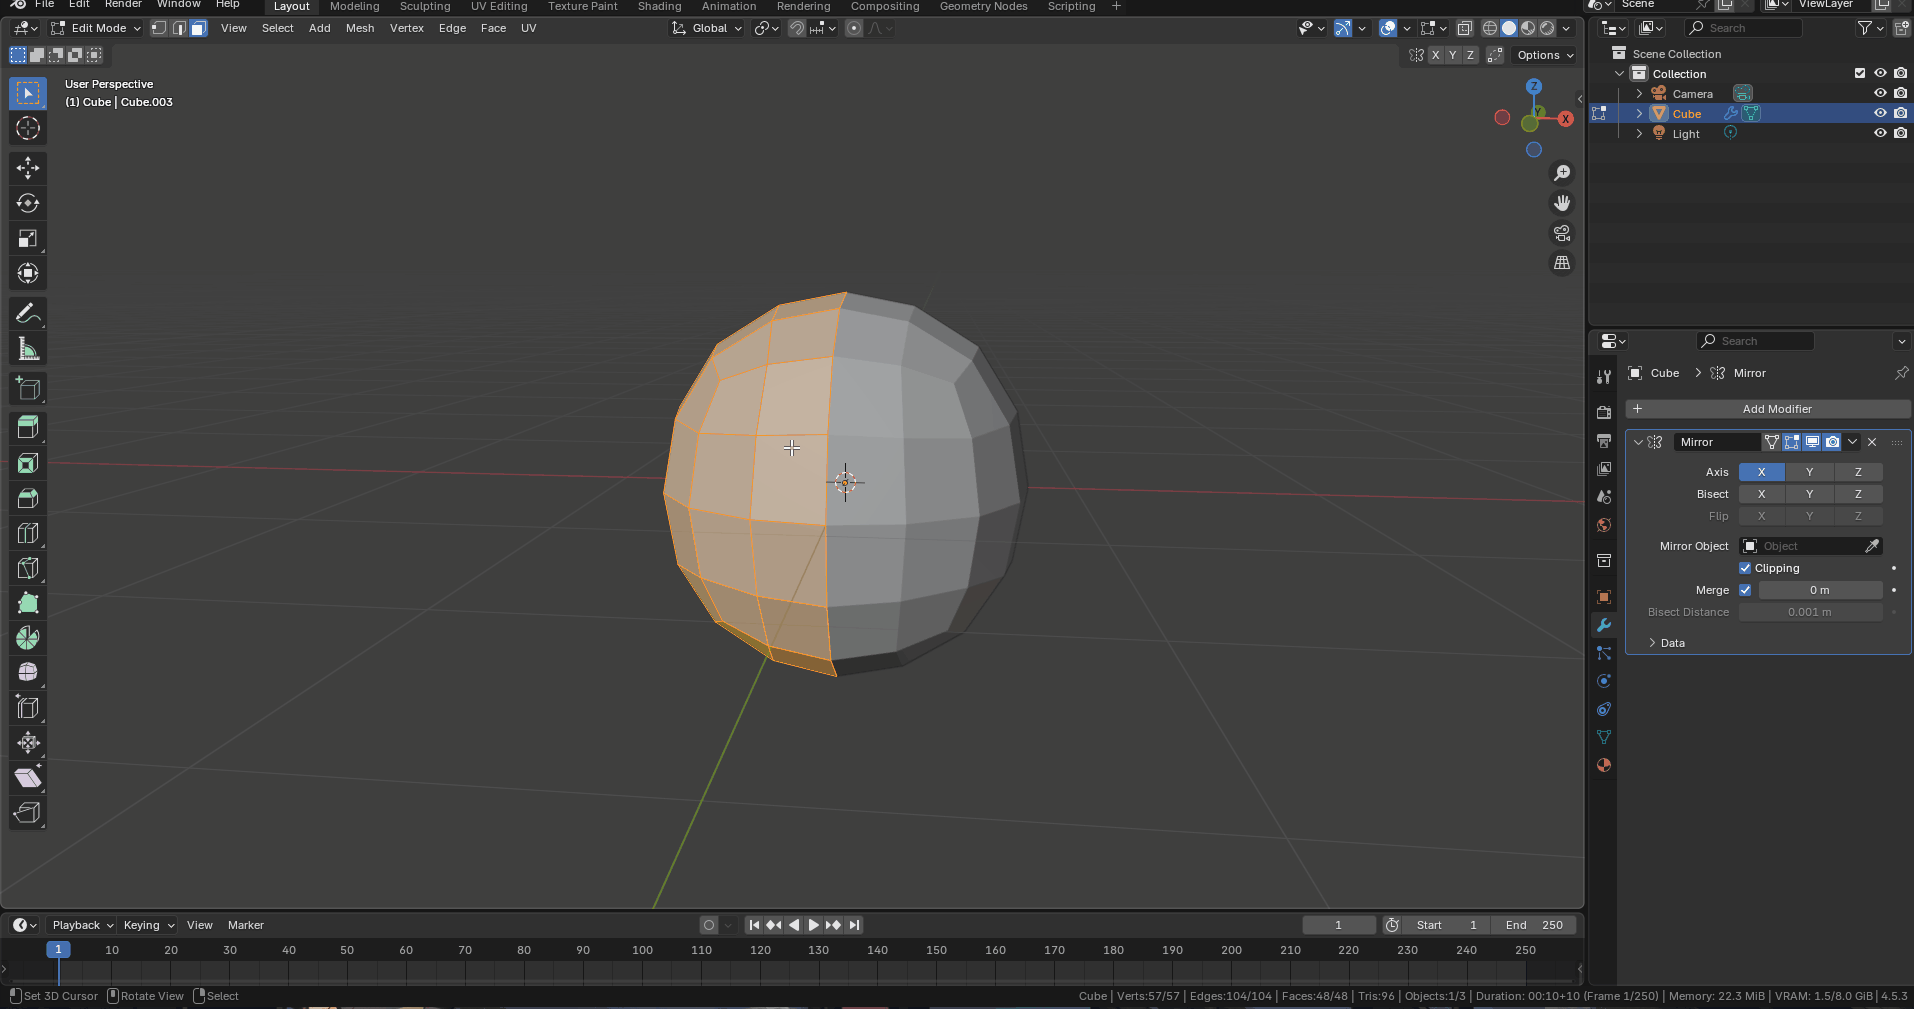 File Edit Render Window Help Layout Modeling Sculpting UV Editing Texture Paint Shading Animation Rendering Compositing Geometry Nodes Scripting + Scene ViewLayer
Edit Mode View Select Add Mesh Vertex Edge Face UV Global Search
X Y Z Options
Scene Collection
Collection
Camera
Cube
Light
User Perspective
(1) Cube | Cube.003
Z
Y
X
Search
Cube > Mirror
+ Add Modifier
Mirror
Axis X Y Z
Bisect X Y Z
Flip X Y Z
Mirror Object Object
Clipping
Merge 0 m
Bisect Distance 0.001 m
Data
Playback Keying View Marker 1 Start 1 End 250
1 10 20 30 40 50 60 70 80 90 100 110 120 130 140 150 160 170 180 190 200 210 220 230 240 250
Set 3D Cursor Rotate View Select Cube | Verts:57/57 | Edges:104/104 | Faces:48/48 | Tris:96 | Objects:1/3 | Duration: 00:10+10 (Frame 1/250) | Memory: 22.3 MiB | VRAM: 1.5/8.0 GiB | 4.5.3